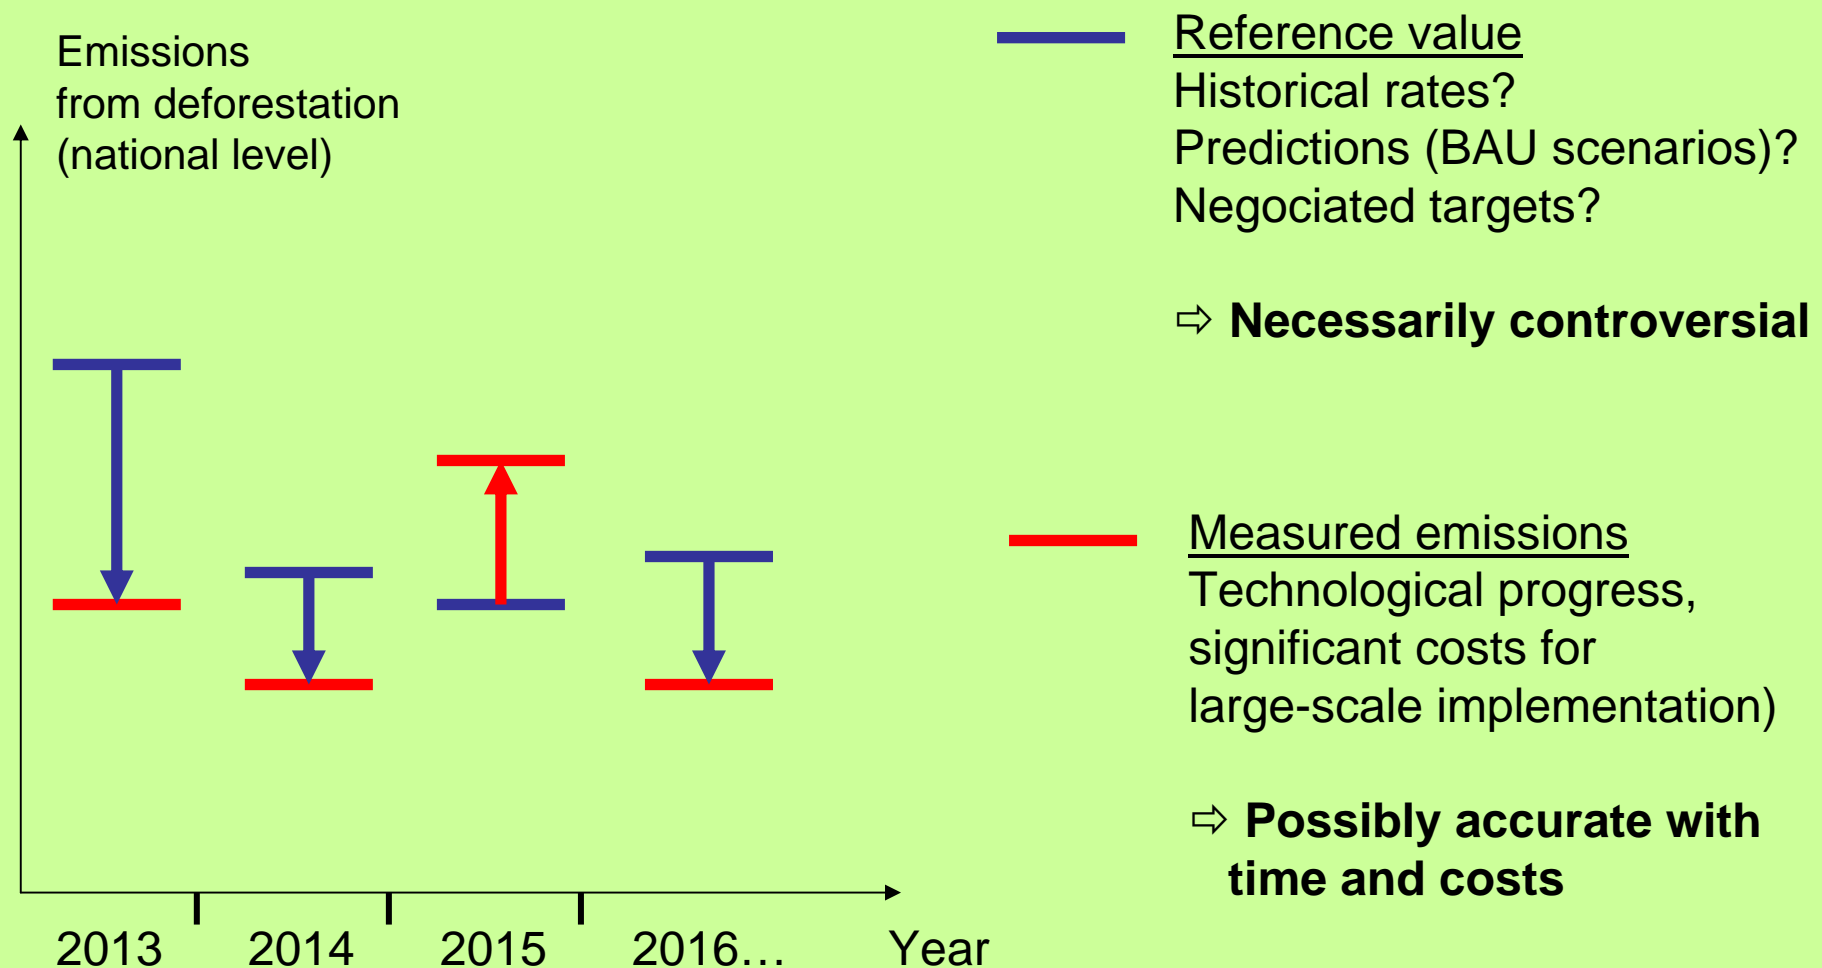 Emissions
from deforestation
(national level)
Reference value
Historical rates?
Predictions (BAU scenarios)?
Negociated targets?
⇨ Necessarily controversial
Measured emissions
Technological progress,
significant costs for
large-scale implementation)
⇨ Possibly accurate with
time and costs
2013 2014 2015 2016… Year